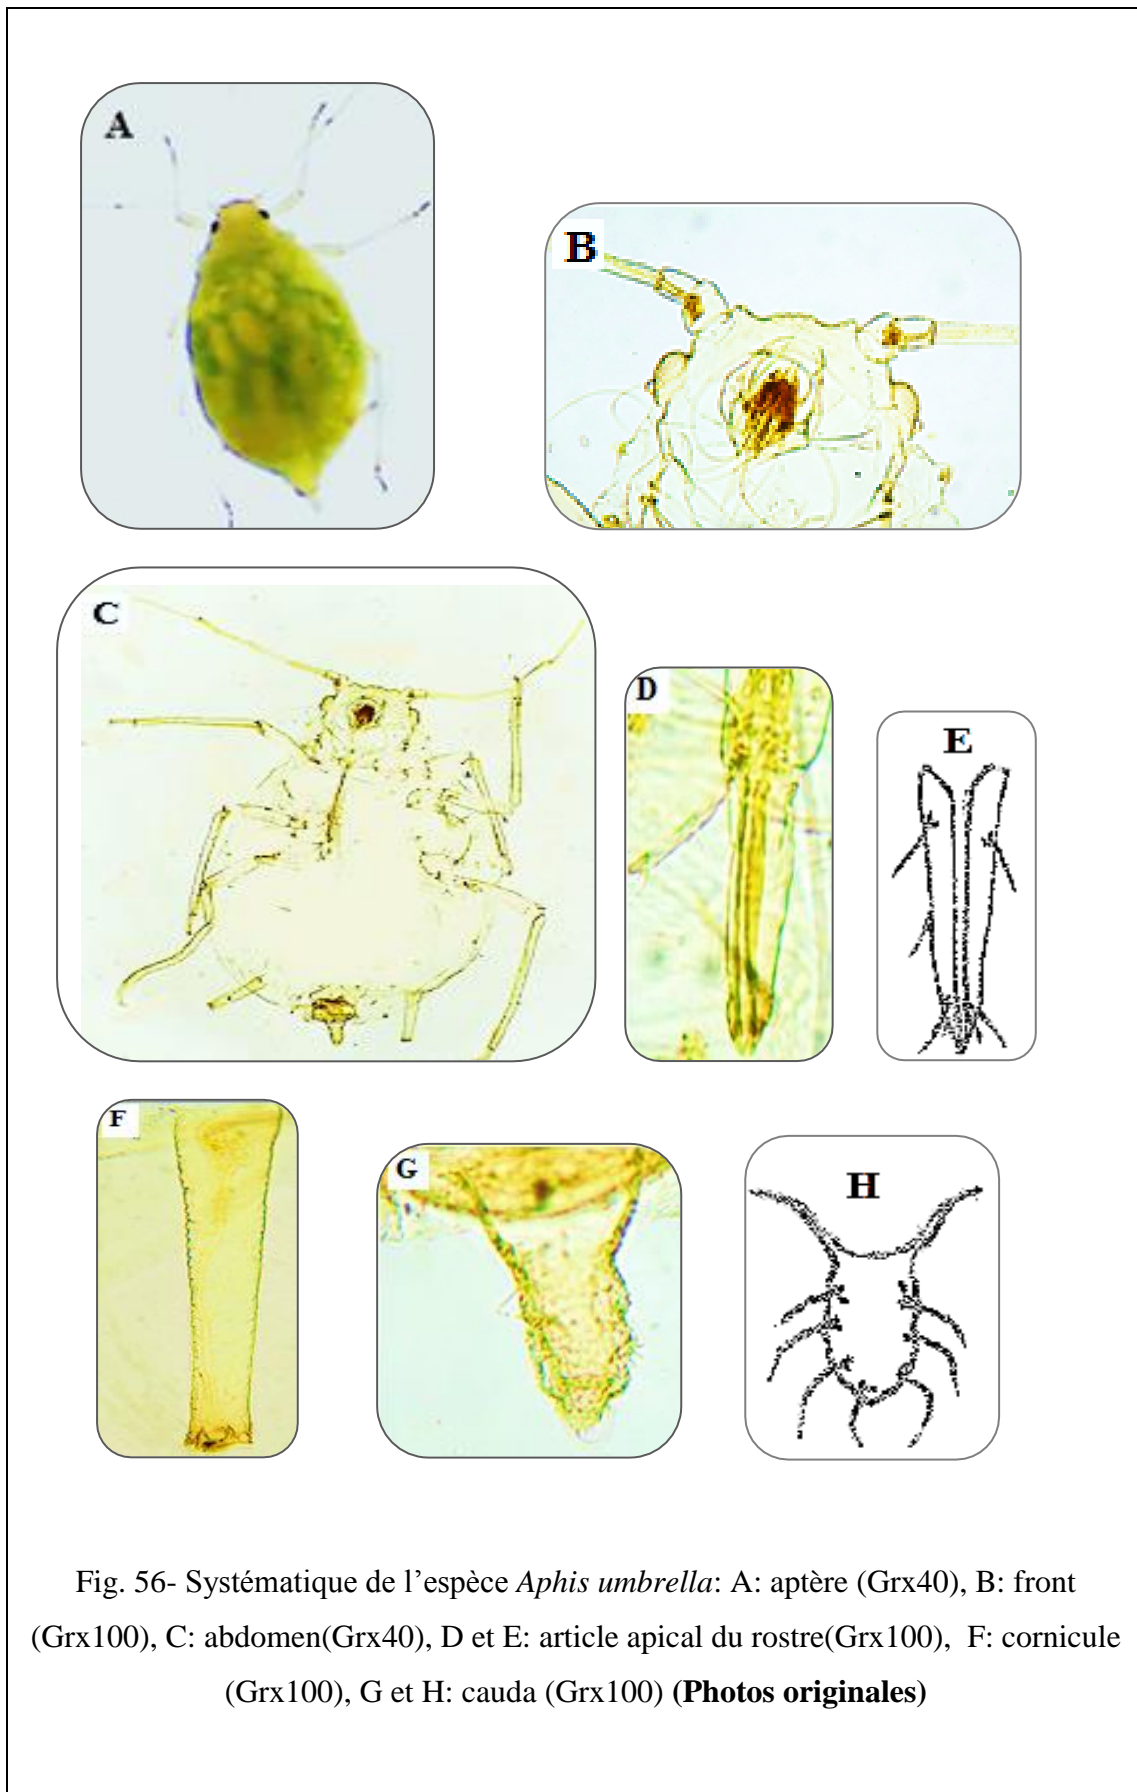 A
B
C
D
E
F
G
H
Fig. 56- Systématique de l’espèce Aphis umbrella: A: aptère (Grx40), B: front
(Grx100), C: abdomen(Grx40), D et E: article apical du rostre(Grx100), F: cornicule
(Grx100), G et H: cauda (Grx100) (Photos originales)